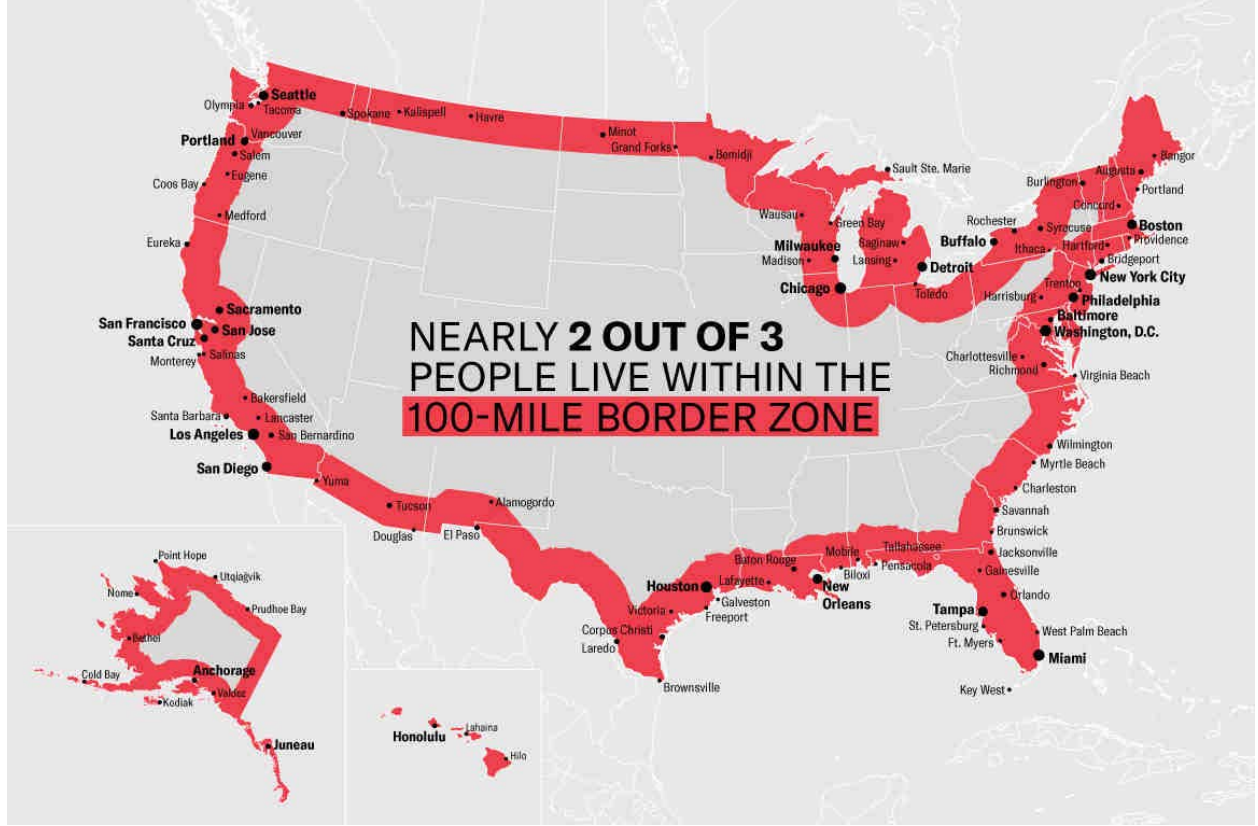 NEARLY 2 OUT OF 3
PEOPLE LIVE WITHIN THE
100-MILE BORDER ZONE
Seattle
Olympia
Tacoma
Spokane
Kalispell
Havre
Minot
Grand Forks
Bemidji
Portland
Vancouver
Salem
Eugene
Coos Bay
Medford
Eureka
Sacramento
San Francisco
San Jose
Santa Cruz
Monterey
Salinas
Bakersfield
Santa Barbara
Lancaster
Los Angeles
San Bernardino
San Diego
Yuma
Tucson
Douglas
El Paso
Alamogordo
Sault Ste. Marie
Wausau
Green Bay
Milwaukee
Madison
Chicago
Saginaw
Lansing
Detroit
Toledo
Buffalo
Rochester
Syracuse
Ithaca
Burlington
Augusta
Bangor
Portland
Concord
Boston
Providence
Hartford
Bridgeport
New York City
Trenton
Harrisburg
Philadelphia
Baltimore
Washington, D.C.
Charlottesville
Richmond
Virginia Beach
Wilmington
Myrtle Beach
Charleston
Savannah
Brunswick
Jacksonville
Gainesville
Orlando
Tampa
St. Petersburg
Ft. Myers
West Palm Beach
Miami
Key West
Tallahassee
Pensacola
Mobile
Biloxi
New
Orleans
Baton Rouge
Lafayette
Houston
Galveston
Freeport
Victoria
Corpus Christi
Laredo
Brownsville
Point Hope
Utqiaġvik
Nome
Prudhoe Bay
Bethel
Cold Bay
Anchorage
Kodiak
Valdez
Juneau
Honolulu
Lahaina
Hilo